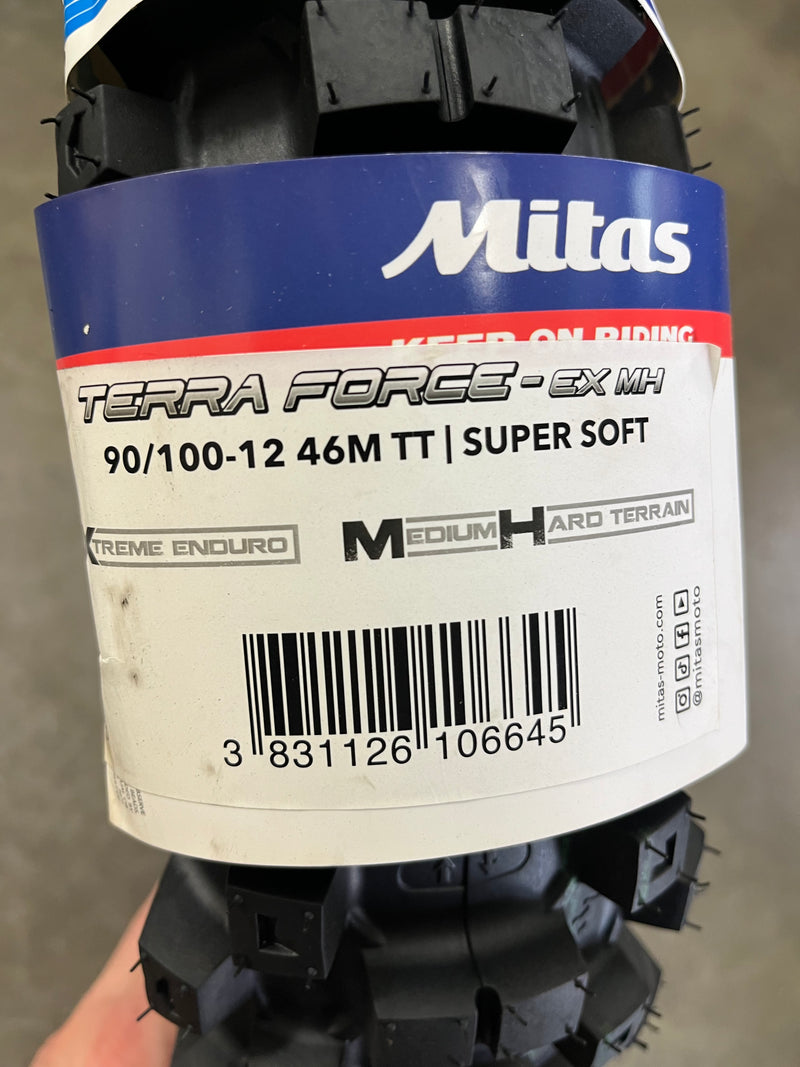 Mitas
KEEP ON RIDING
TERRA FORCE-EX MH
90/100-12 46M TT | SUPER SOFT
XTREME ENDURO
MEDIUM HARD TERRAIN
mitas-moto.com
@mitasmoto
3 831126 106645